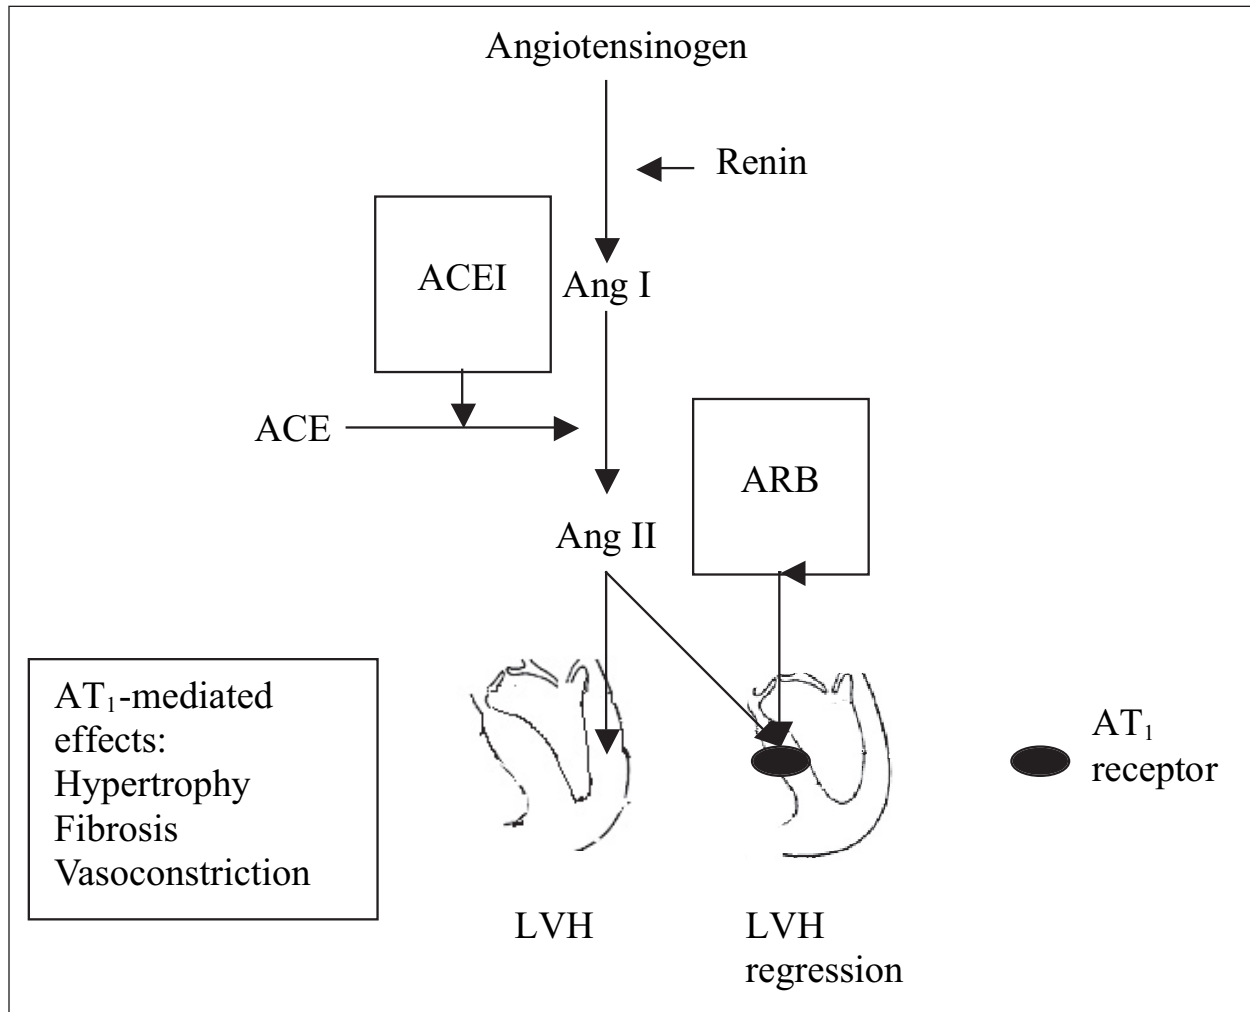 Angiotensinogen
Renin
ACEI
Ang I
ACE
ARB
Ang II
AT₁-mediated
effects:
Hypertrophy
Fibrosis
Vasoconstriction
AT₁
receptor
LVH
LVH
regression